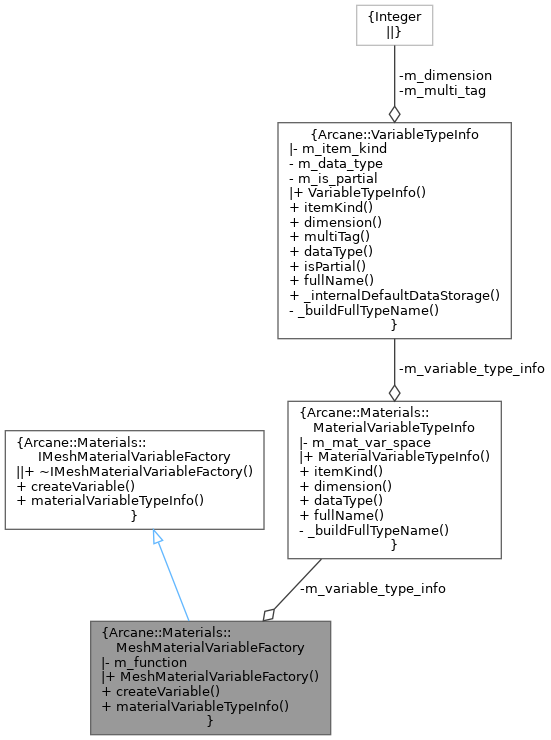 {Integer
||}
-m_dimension
-m_multi_tag
{Arcane::VariableTypeInfo
|- m_item_kind
- m_data_type
- m_is_partial
|+ VariableTypeInfo()
+ itemKind()
+ dimension()
+ multiTag()
+ dataType()
+ isPartial()
+ fullName()
+ _internalDefaultDataStorage()
- _buildFullTypeName()
}
-m_variable_type_info
{Arcane::Materials::
MaterialVariableTypeInfo
|- m_mat_var_space
|+ MaterialVariableTypeInfo()
+ itemKind()
+ dimension()
+ dataType()
+ fullName()
- _buildFullTypeName()
}
{Arcane::Materials::
IMeshMaterialVariableFactory
||+ ~IMeshMaterialVariableFactory()
+ createVariable()
+ materialVariableTypeInfo()
}
-m_variable_type_info
{Arcane::Materials::
MeshMaterialVariableFactory
|- m_function
|+ MeshMaterialVariableFactory()
+ createVariable()
+ materialVariableTypeInfo()
}